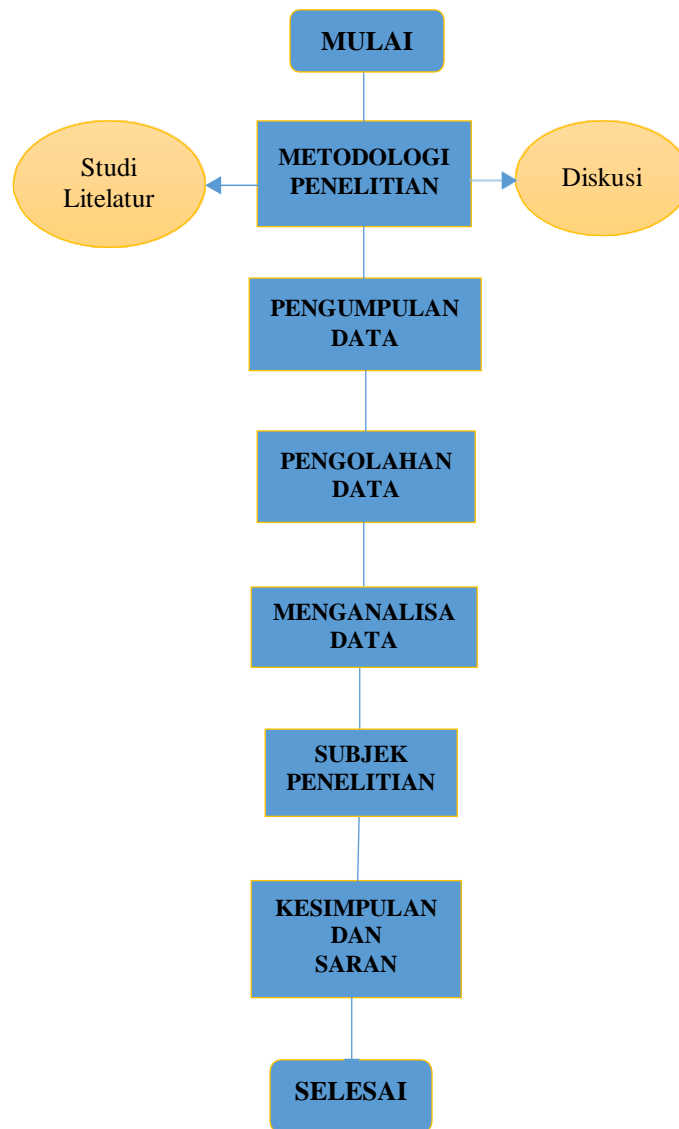 MULAI
METODOLOGI
PENELITIAN
Studi
Litelatur
Diskusi
PENGUMPULAN
DATA
PENGOLAHAN
DATA
MENGANALISA
DATA
SUBJEK
PENELITIAN
KESIMPULAN
DAN
SARAN
SELESAI